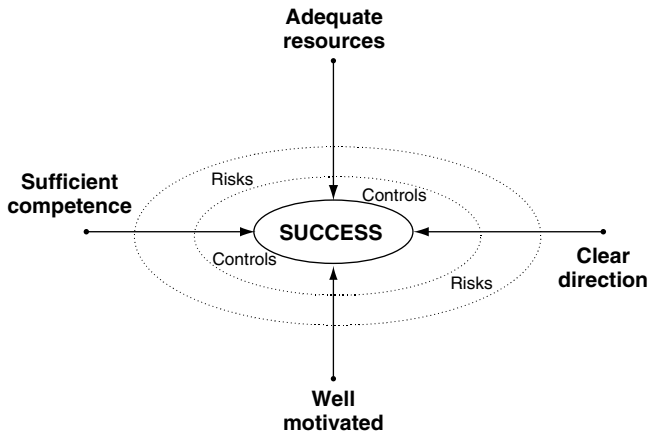 Adequate
resources
Risks
Controls
Sufficient
competence
SUCCESS
Controls
Clear
direction
Risks
Well
motivated